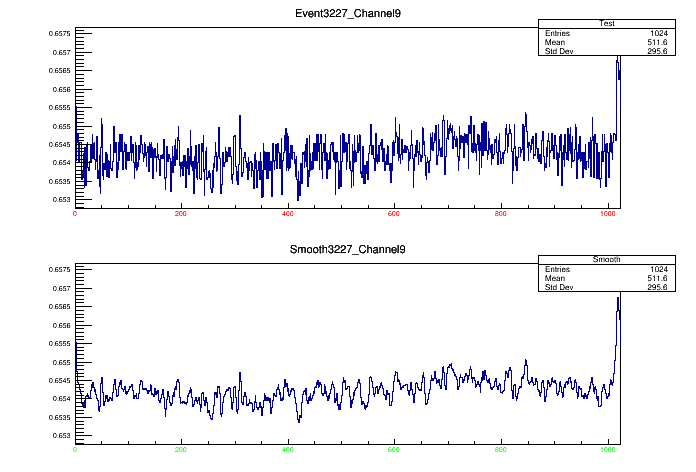 Event3227_Channel9
Test
Entries 1024
Mean 511.6
Std Dev 295.6
0.6575
0.657
0.6565
0.656
0.6555
0.655
0.6545
0.654
0.6535
0.653
0 200 400 600 800 1000
Smooth3227_Channel9
Smooth
Entries 1024
Mean 511.6
Std Dev 295.6
0.6575
0.657
0.6565
0.656
0.6555
0.655
0.6545
0.654
0.6535
0.653
0 200 400 600 800 1000